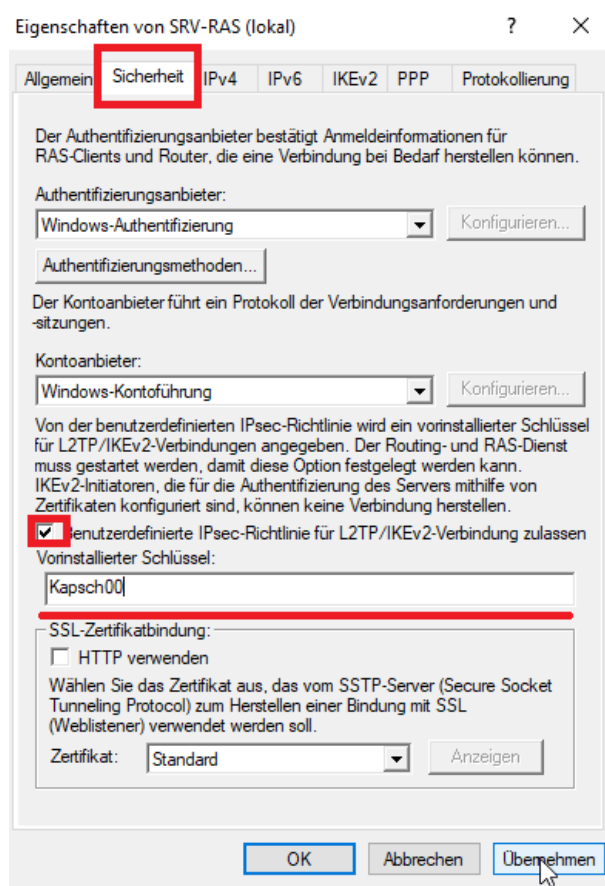 Eigenschaften von SRV-RAS (lokal)
?
Allgemein Sicherheit IPv4 IPv6 IKEv2 PPP Protokollierung
Der Authentifizierungsanbieter bestätigt Anmeldeinformationen für
RAS-Clients und Router, die eine Verbindung bei Bedarf herstellen können.
Authentifizierungsanbieter:
Windows-Authentifizierung
Konfigurieren...
Authentifizierungsmethoden...
Der Kontoanbieter führt ein Protokoll der Verbindungsanforderungen und
-sitzungen.
Kontoanbieter:
Windows-Kontoführung
Konfigurieren...
Von der benutzerdefinierten IPsec-Richtlinie wird ein vorinstallierter Schlüssel
für L2TP/IKEv2-Verbindungen angegeben. Der Routing- und RAS-Dienst
muss gestartet werden, damit diese Option festgelegt werden kann.
IKEv2-Initiatoren, die für die Authentifizierung des Servers mithilfe von
Zertifikaten konfiguriert sind, können keine Verbindung herstellen.
Benutzerdefinierte IPsec-Richtlinie für L2TP/IKEv2-Verbindung zulassen
Vorinstallierter Schlüssel:
Kapsch00
SSL-Zertifikatbindung:
HTTP verwenden
Wählen Sie das Zertifikat aus, das vom SSTP-Server (Secure Socket
Tunneling Protocol) zum Herstellen einer Bindung mit SSL
(Weblistener) verwendet werden soll.
Zertifikat: Standard Anzeigen
OK Abbrechen Übernehmen